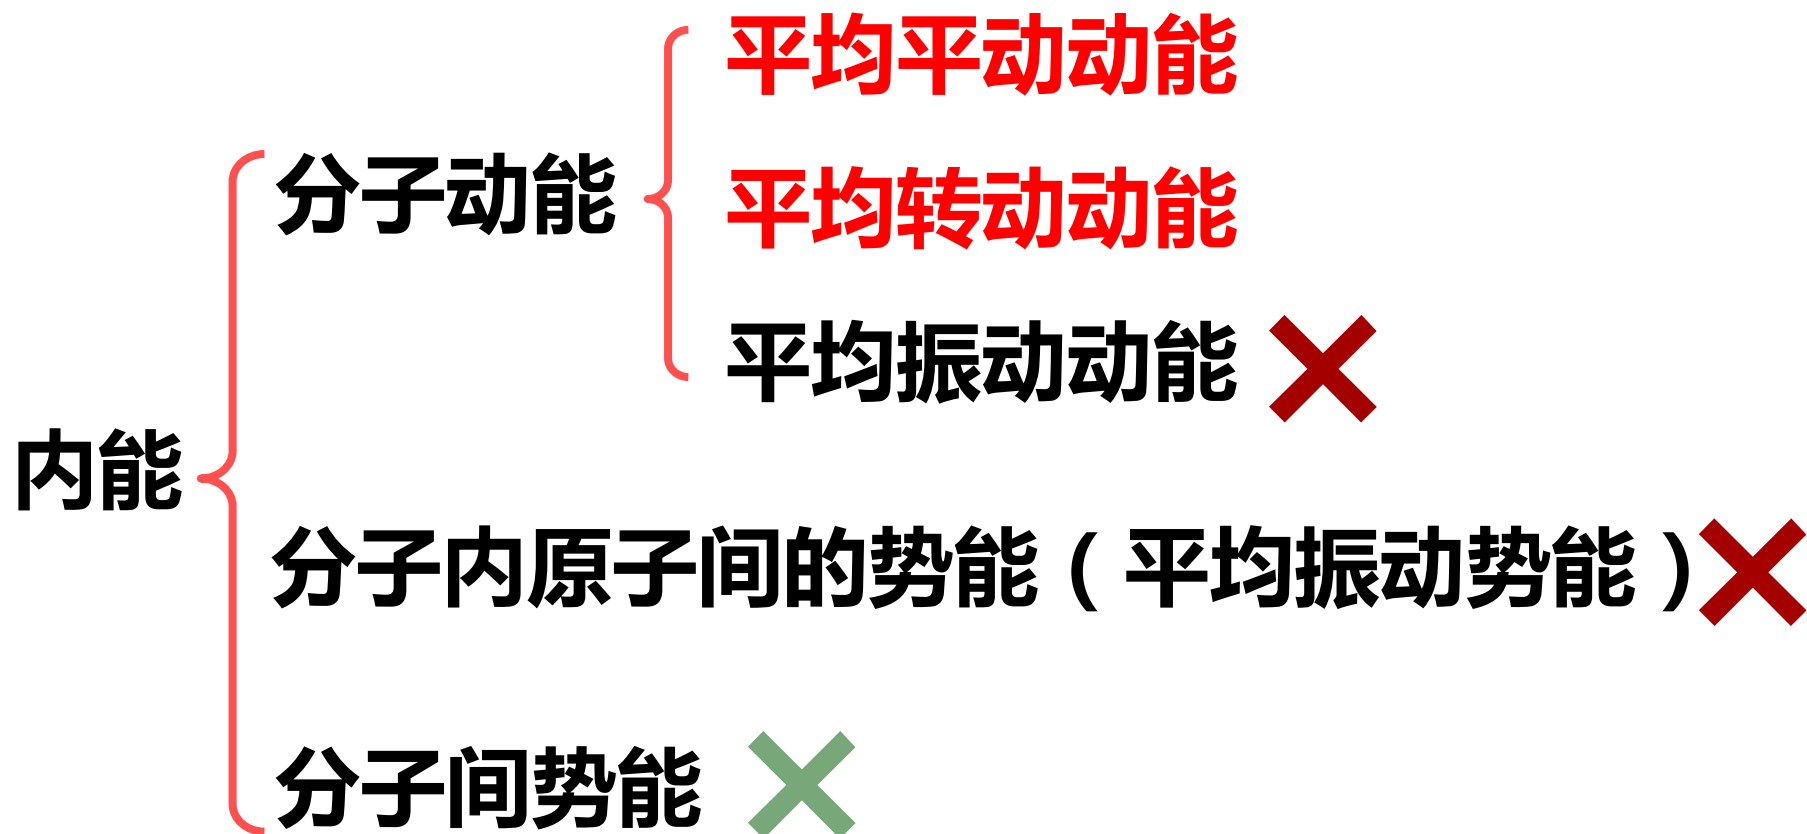 平均平动动能
分子动能
平均转动动能
平均振动动能
内能
分子内原子间的势能（平均振动势能）
分子间势能